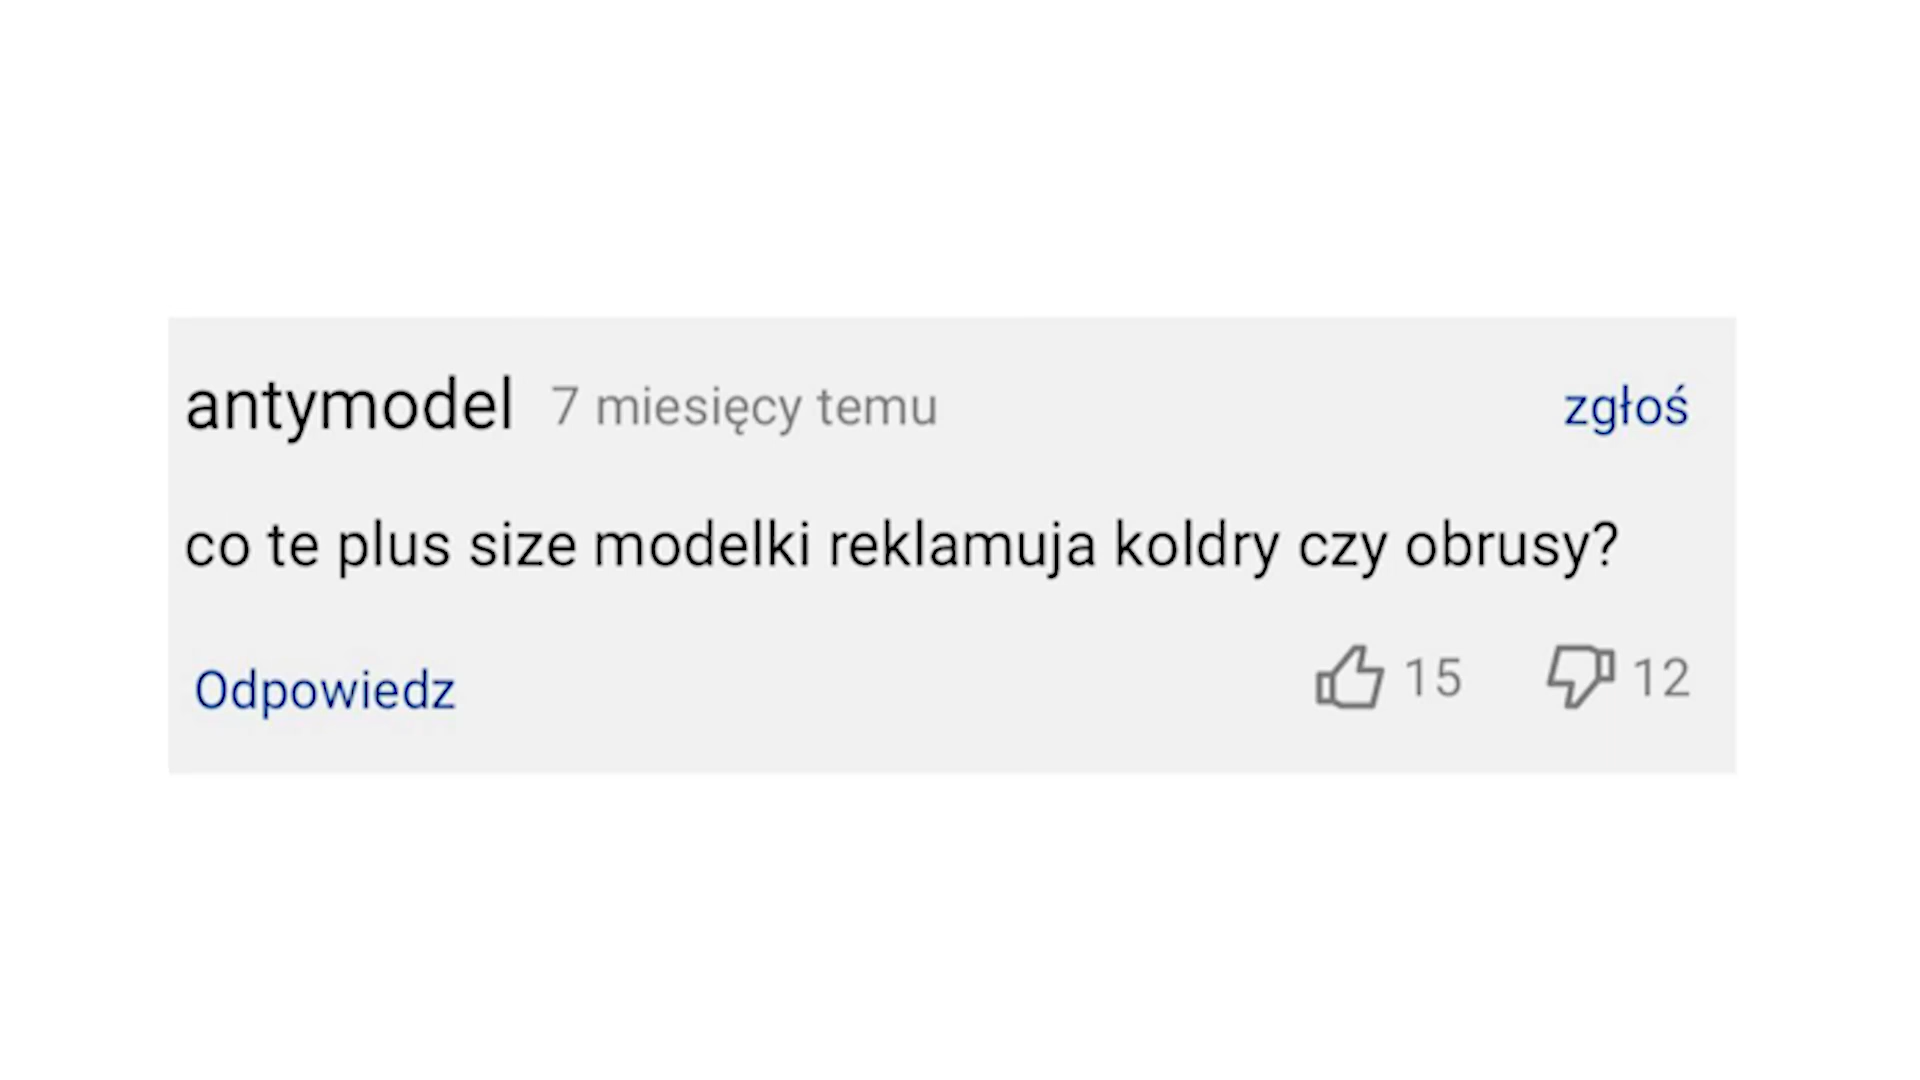 antymodel 7 miesięcy temu zgłoś
co te plus size modelki reklamuja koldry czy obrusy?
Odpowiedz 15 12